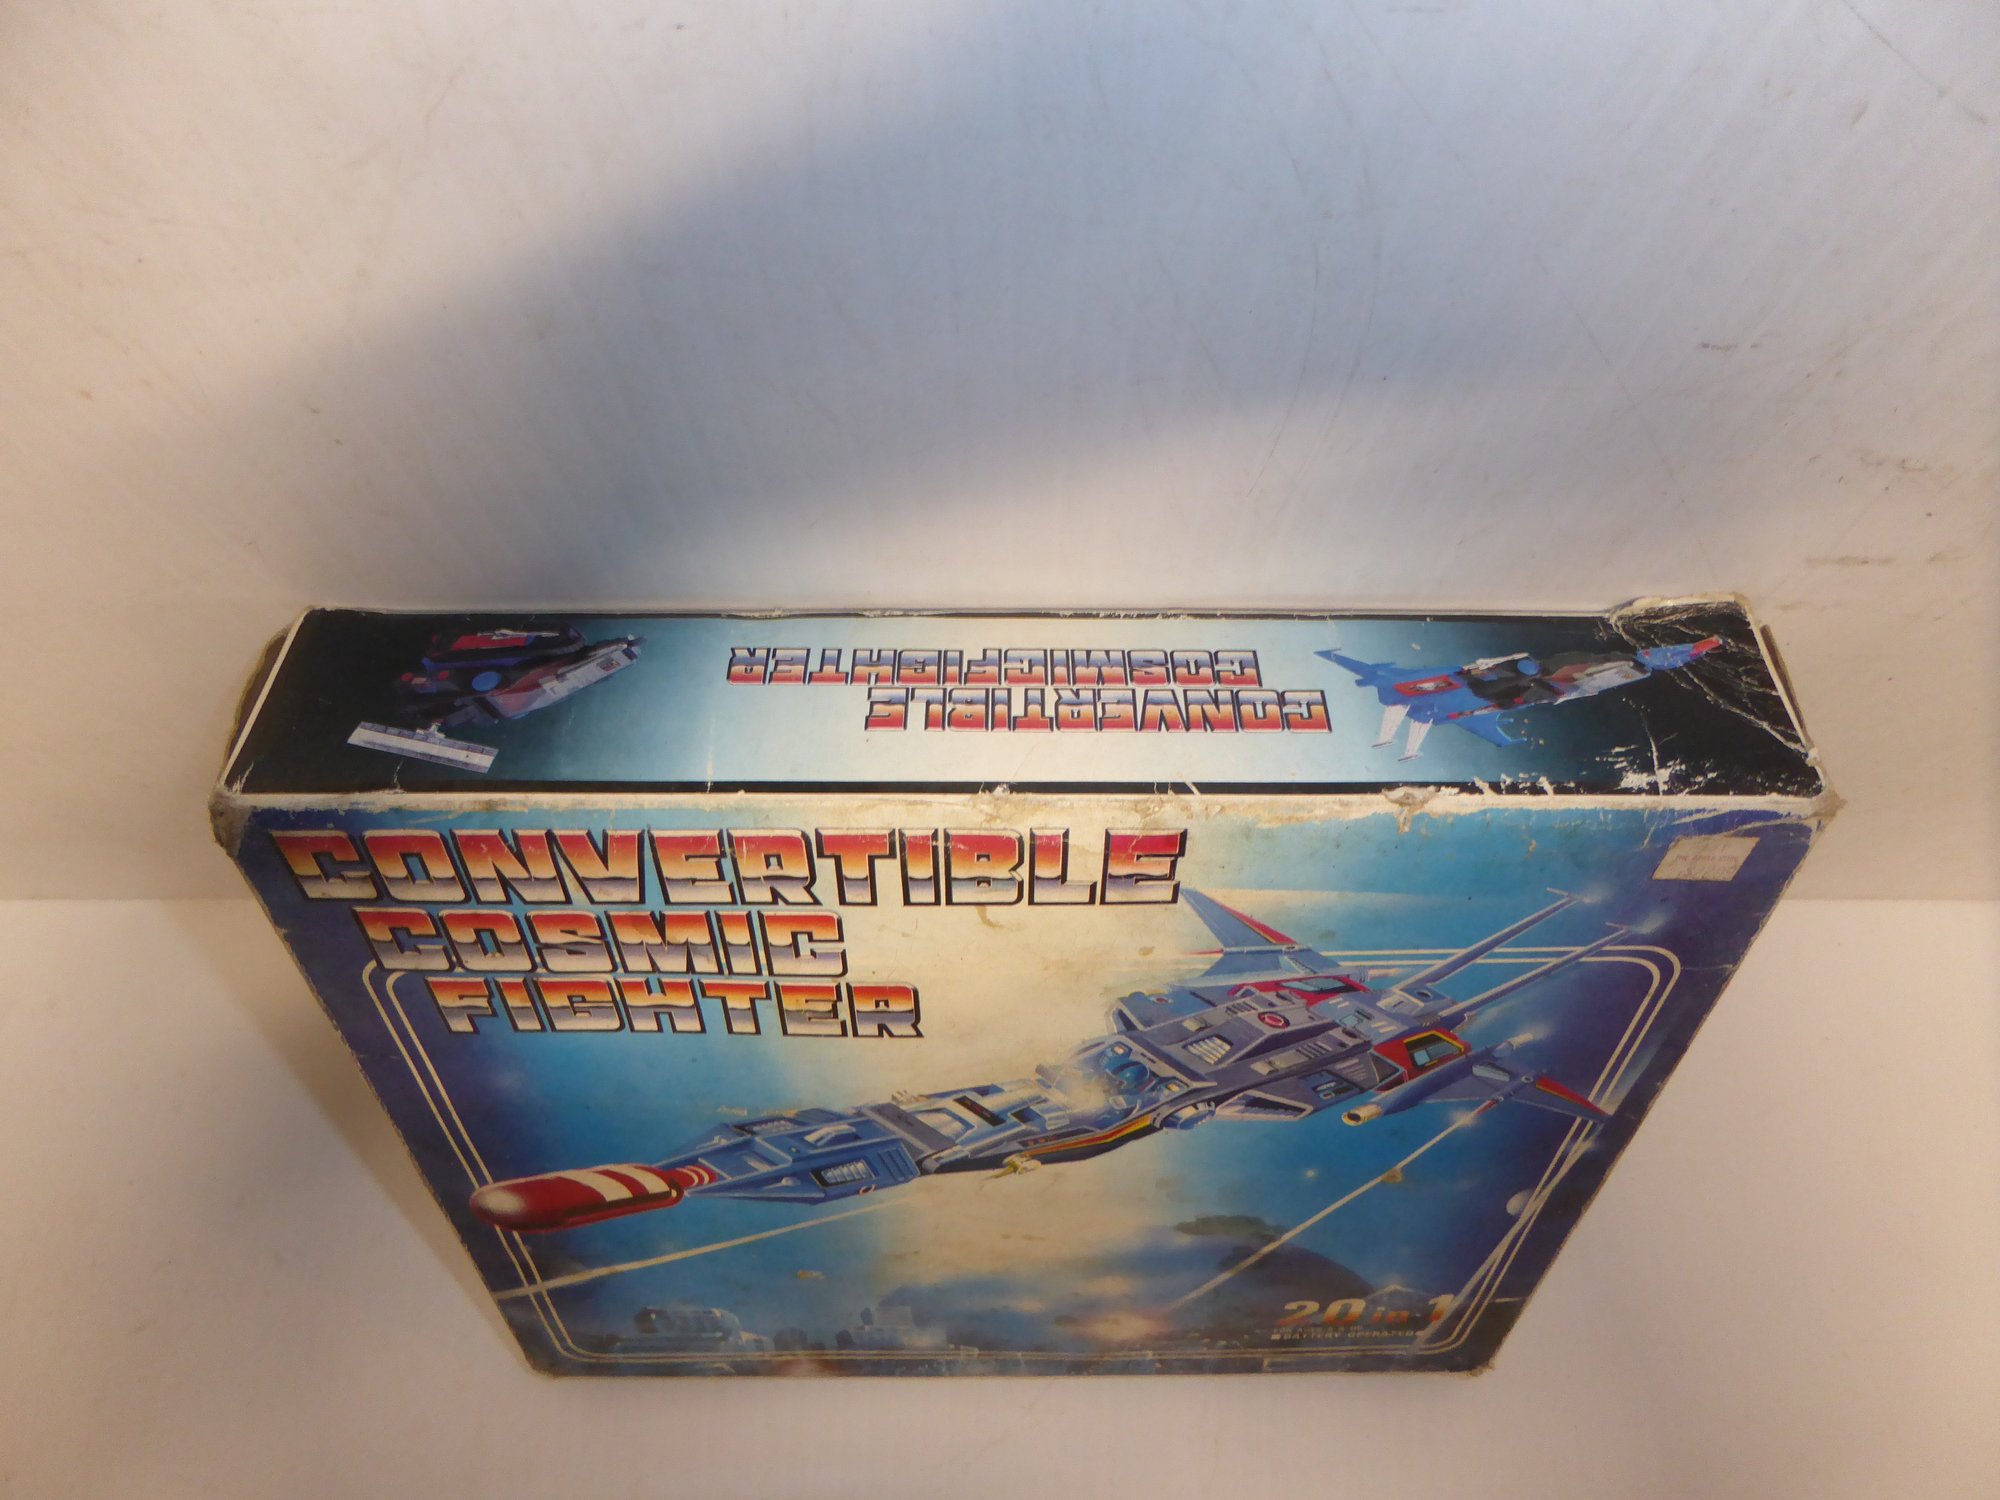 CONVERTIBLE
COSMICFIGHTER
CONVERTIBLE
COSMIC
FIGHTER
20 in 1
BATTERY OPERATED